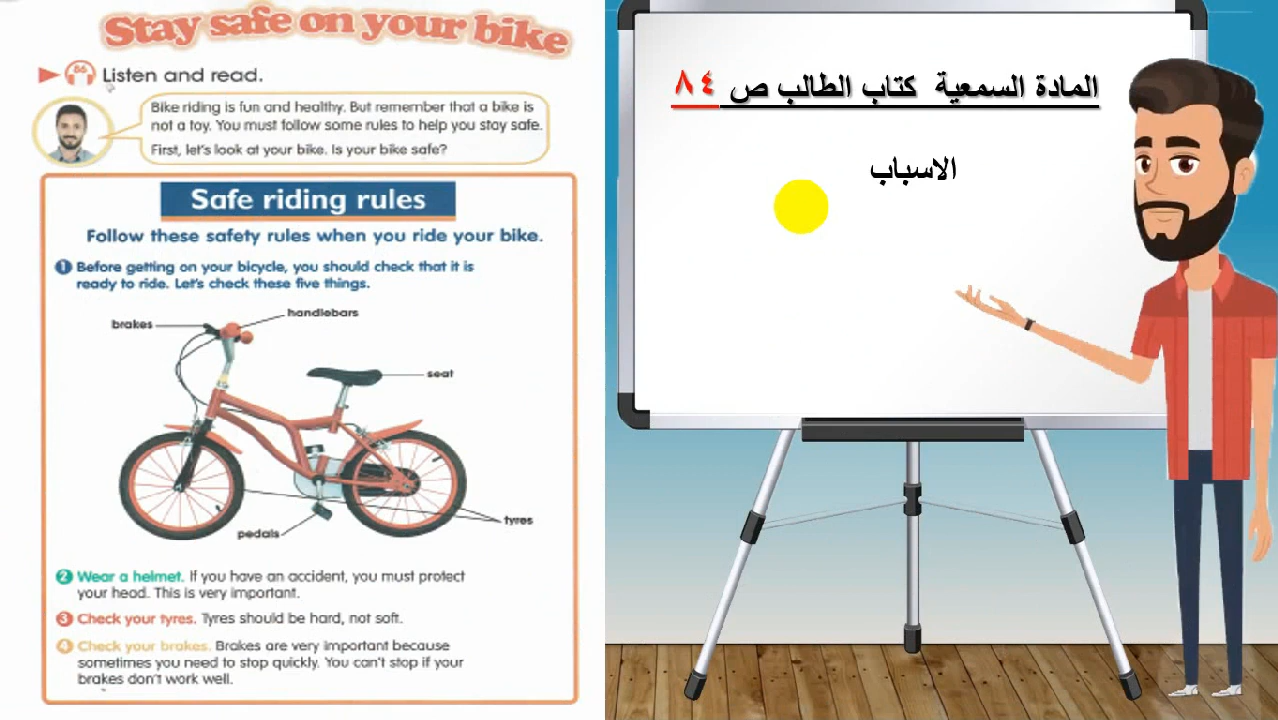 Stay safe on your bike
66 Listen and read.
Bike riding is fun and healthy. But remember that a bike is
not a toy. You must follow some rules to help you stay safe.
First, let's look at your bike. Is your bike safe?
Safe riding rules
Follow these safety rules when you ride your bike.
1 Before getting on your bicycle, you should check that it is
ready to ride. Let's check these five things.
handlebars
brakes
seat
tyres
pedals
2 Wear a helmet. If you have an accident, you must protect
your head. This is very important.
3 Check your tyres. Tyres should be hard, not soft.
4 Check your brakes. Brakes are very important because
sometimes you need to stop quickly. You can't stop if your
brakes don't work well.
المادة السمعية كتاب الطالب ص ٨٤
الاسباب